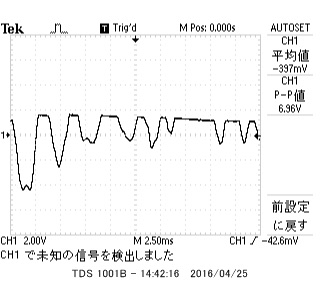 Tek Trig'd M Pos: 0.000s AUTOSET
CH1
平均値
-397mV
CH1
P-P値
6.96V
1
前設定
に戻す
CH1 2.00V M 2.50ms CH1 -42.6mV
CH1 で未知の信号を検出しました
TDS 1001B - 14:42:16 2016/04/25